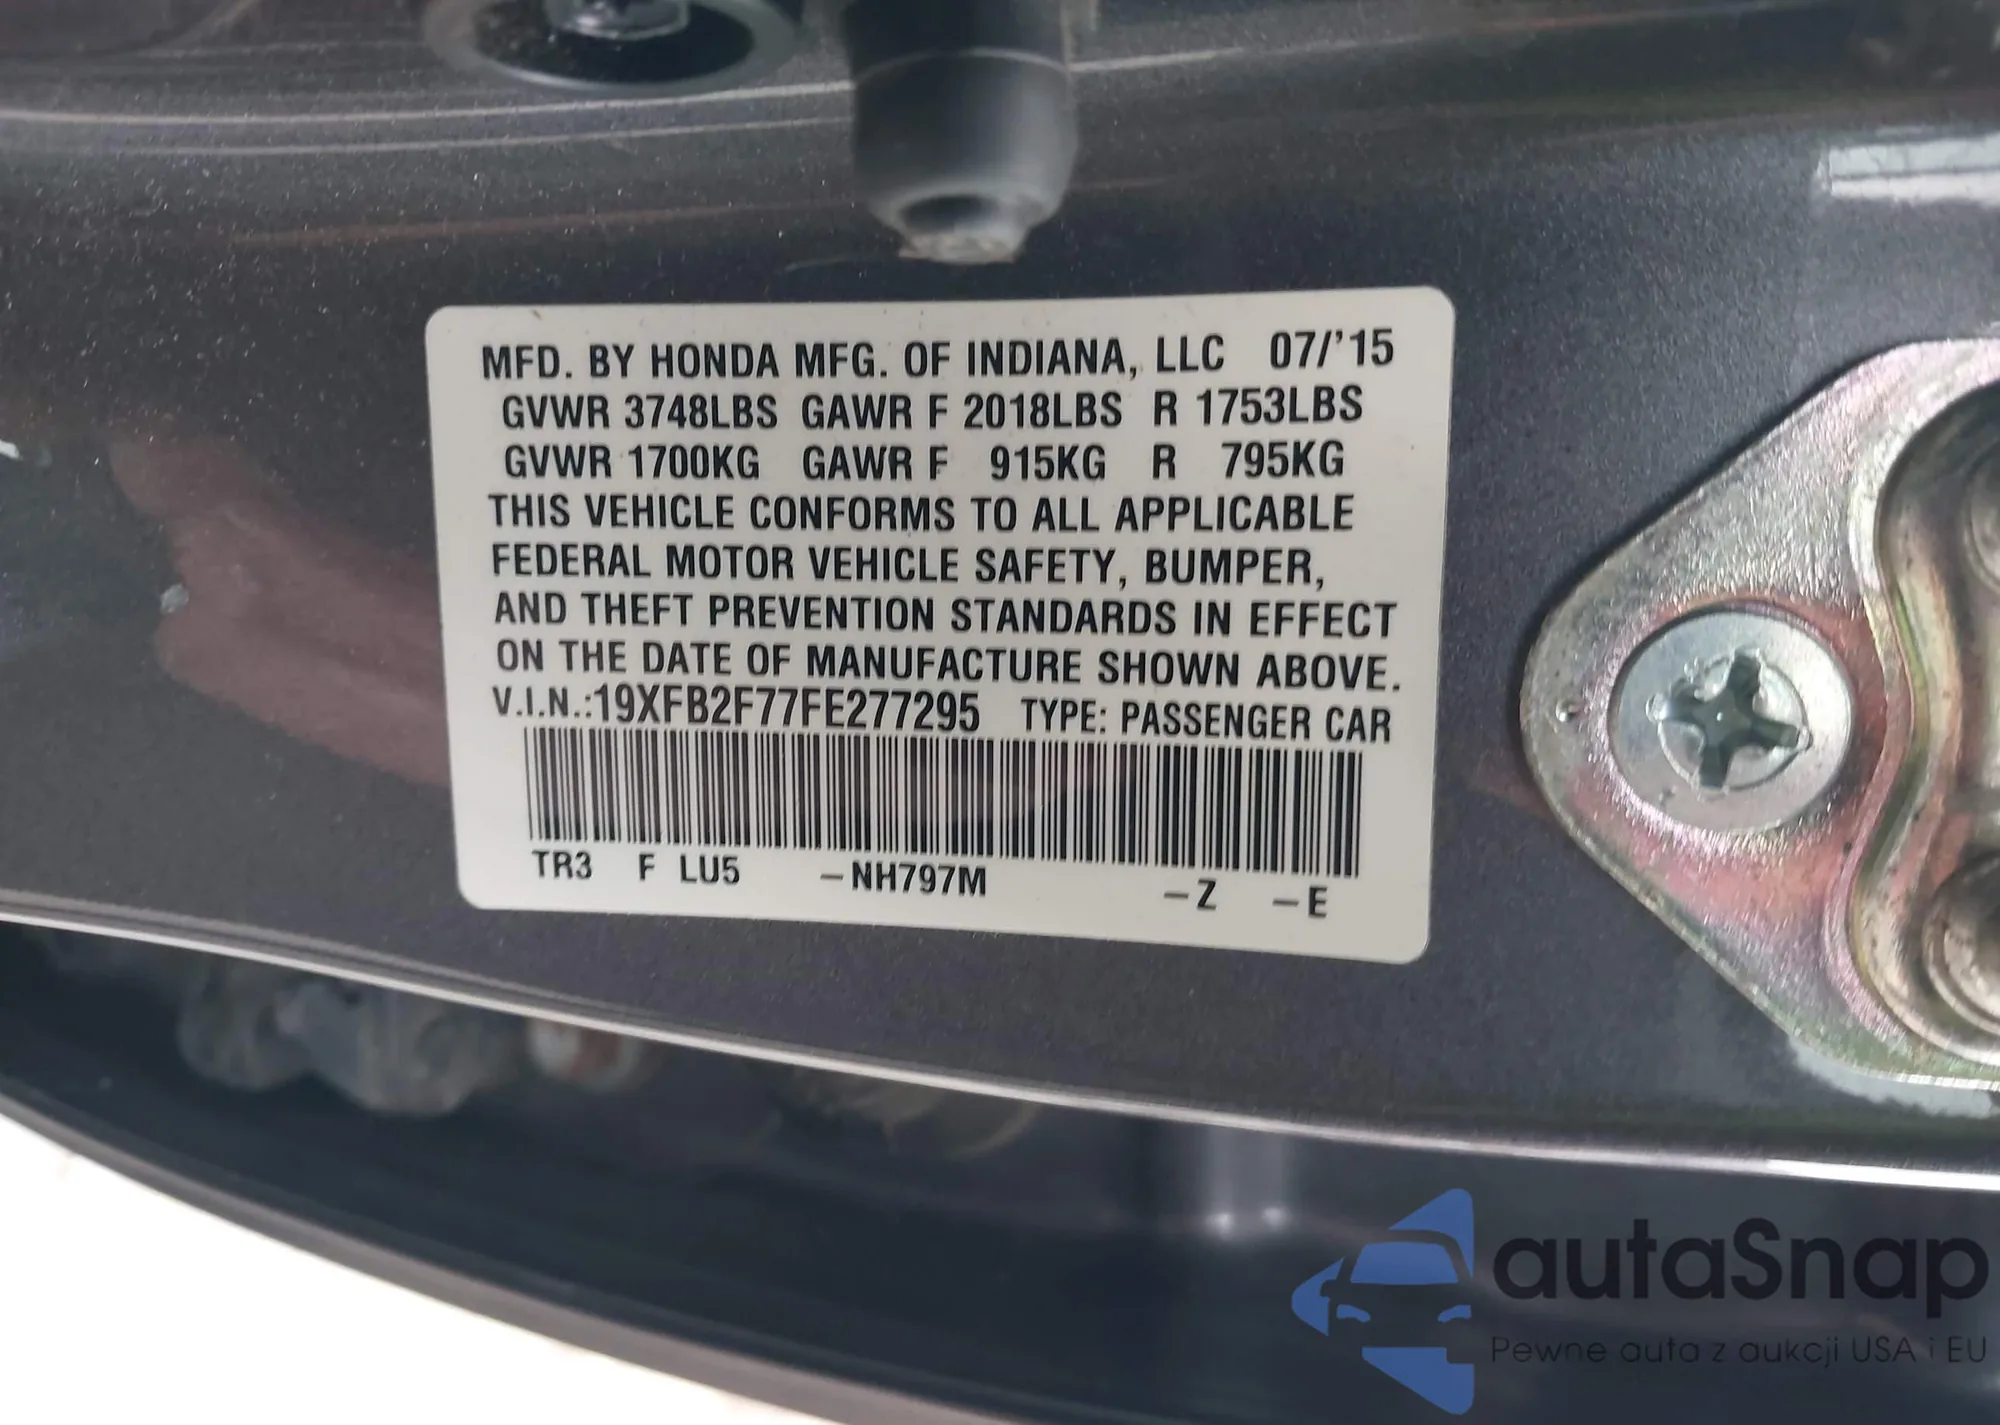 MFD. BY HONDA MFG. OF INDIANA, LLC 07/'15
GVWR 3748LBS GAWR F 2018LBS R 1753LBS
GVWR 1700KG GAWR F 915KG R 795KG
THIS VEHICLE CONFORMS TO ALL APPLICABLE
FEDERAL MOTOR VEHICLE SAFETY, BUMPER,
AND THEFT PREVENTION STANDARDS IN EFFECT
ON THE DATE OF MANUFACTURE SHOWN ABOVE.
V.I.N.:19XFB2F77FE277295 TYPE: PASSENGER CAR
TR3 F LU5 –NH797M –Z –E
autaSnap
Pewne auta z aukcji USA i EU